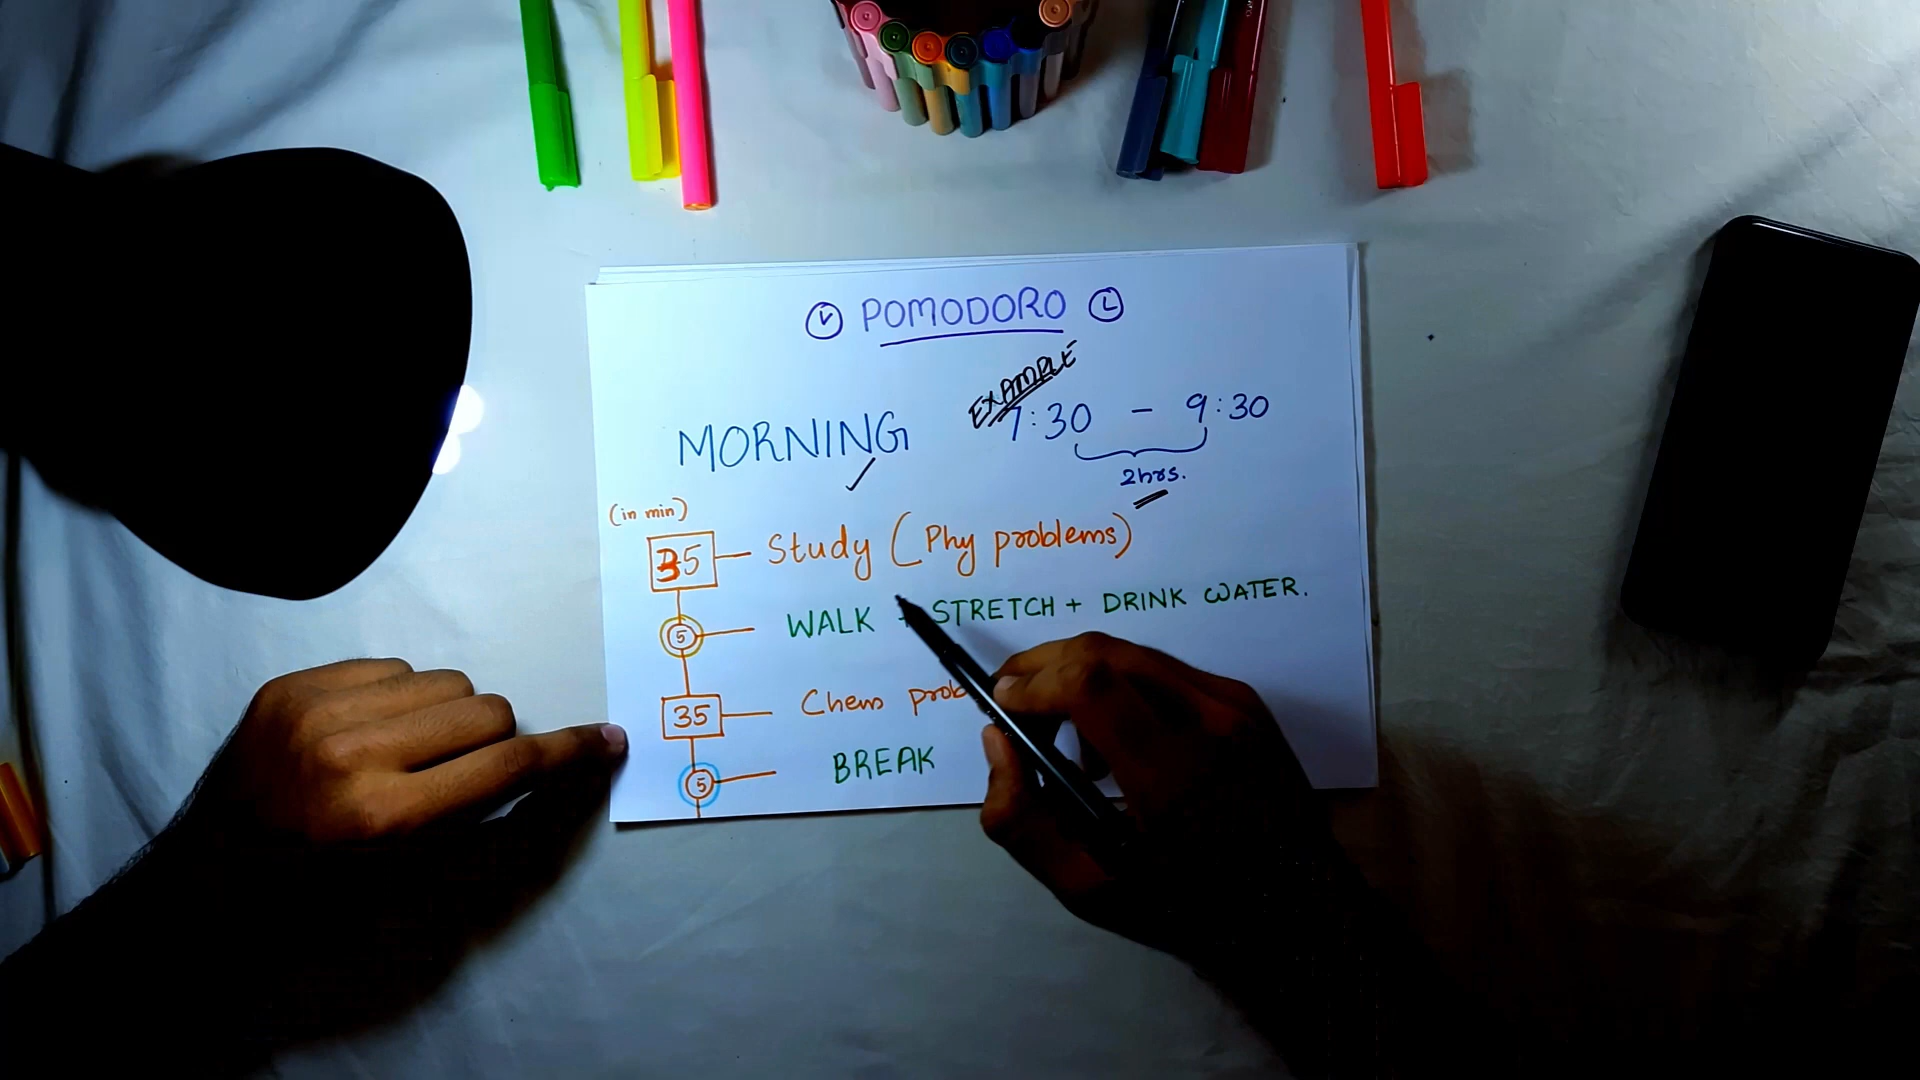 POMODORO
EXAMPLE
MORNING 7:30 - 9:30
2hrs.
(in min)
35 Study (Phy problems)
5 WALK + STRETCH + DRINK WATER.
35 Chem prob
5 BREAK